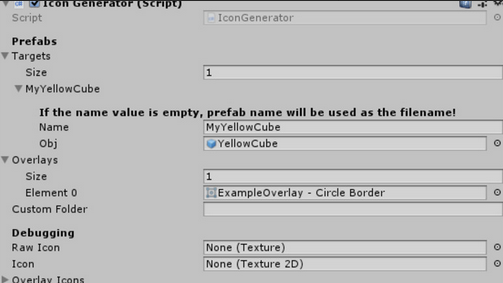 Icon Generator (Script)
Script IconGenerator
Prefabs
Targets
Size 1
MyYellowCube
If the name value is empty, prefab name will be used as the filename!
Name MyYellowCube
Obj YellowCube
Overlays
Size 1
Element 0 ExampleOverlay - Circle Border
Custom Folder
Debugging
Raw Icon None (Texture)
Icon None (Texture 2D)
Overlay Icons